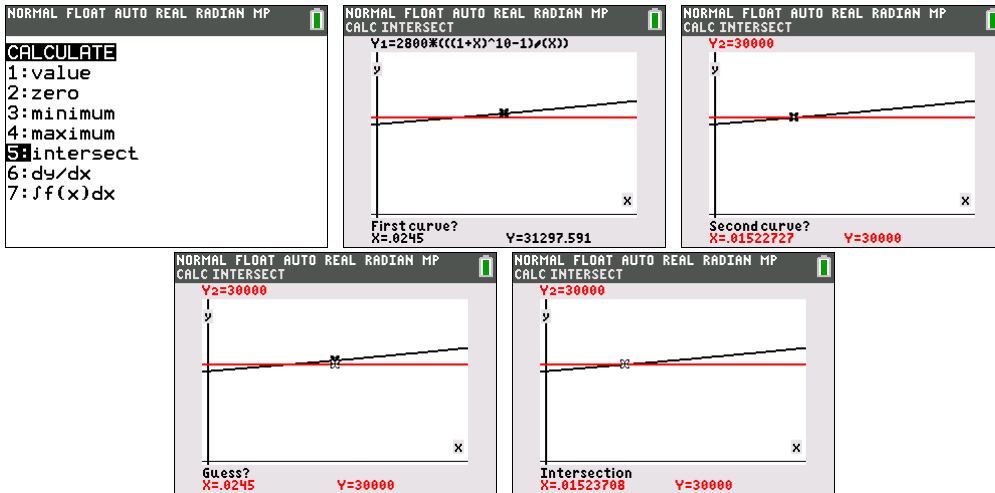 NORMAL FLOAT AUTO REAL RADIAN MP
CALCULATE
1:value
2:zero
3:minimum
4:maximum
5:intersect
6:dy/dx
7:∫f(x)dx
NORMAL FLOAT AUTO REAL RADIAN MP
CALC INTERSECT
Y1=2800*(((1+X)^10-1)/(X))
y
x
First curve?
X=.0245 Y=31297.591
NORMAL FLOAT AUTO REAL RADIAN MP
CALC INTERSECT
Y2=30000
y
x
Second curve?
X=.01522727 Y=30000
NORMAL FLOAT AUTO REAL RADIAN MP
CALC INTERSECT
Y2=30000
y
x
Guess?
X=.0245 Y=30000
NORMAL FLOAT AUTO REAL RADIAN MP
CALC INTERSECT
Y2=30000
y
x
Intersection
X=.01523708 Y=30000